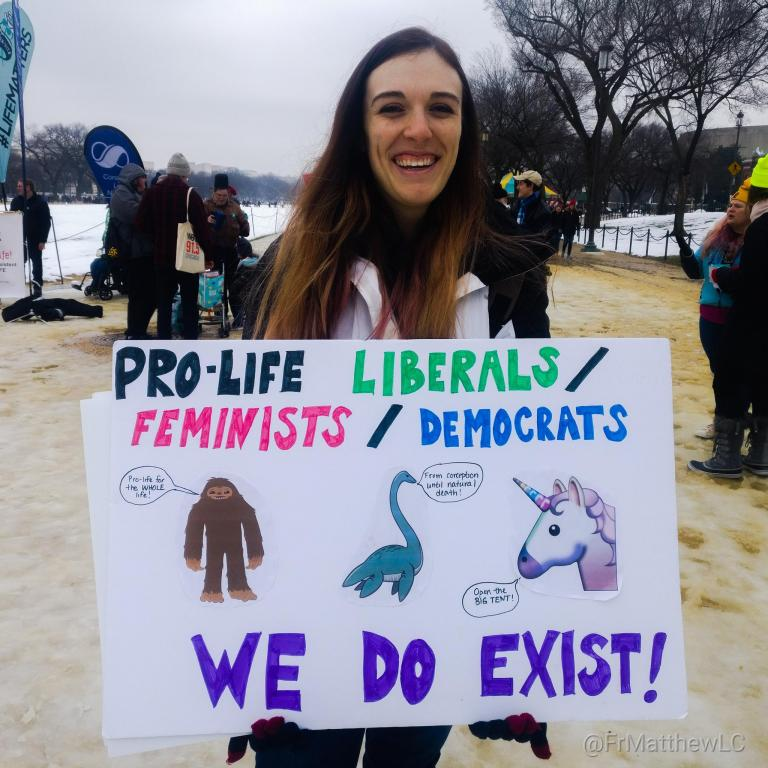 #LIFEMATTERS
PRO-LIFE LIBERALS/
FEMINISTS / DEMOCRATS
Pro-life for
the WHOLE
life!
From conception
until natural
death!
Open the
BIG TENT!
WE DO EXIST!
@FrMatthewLC